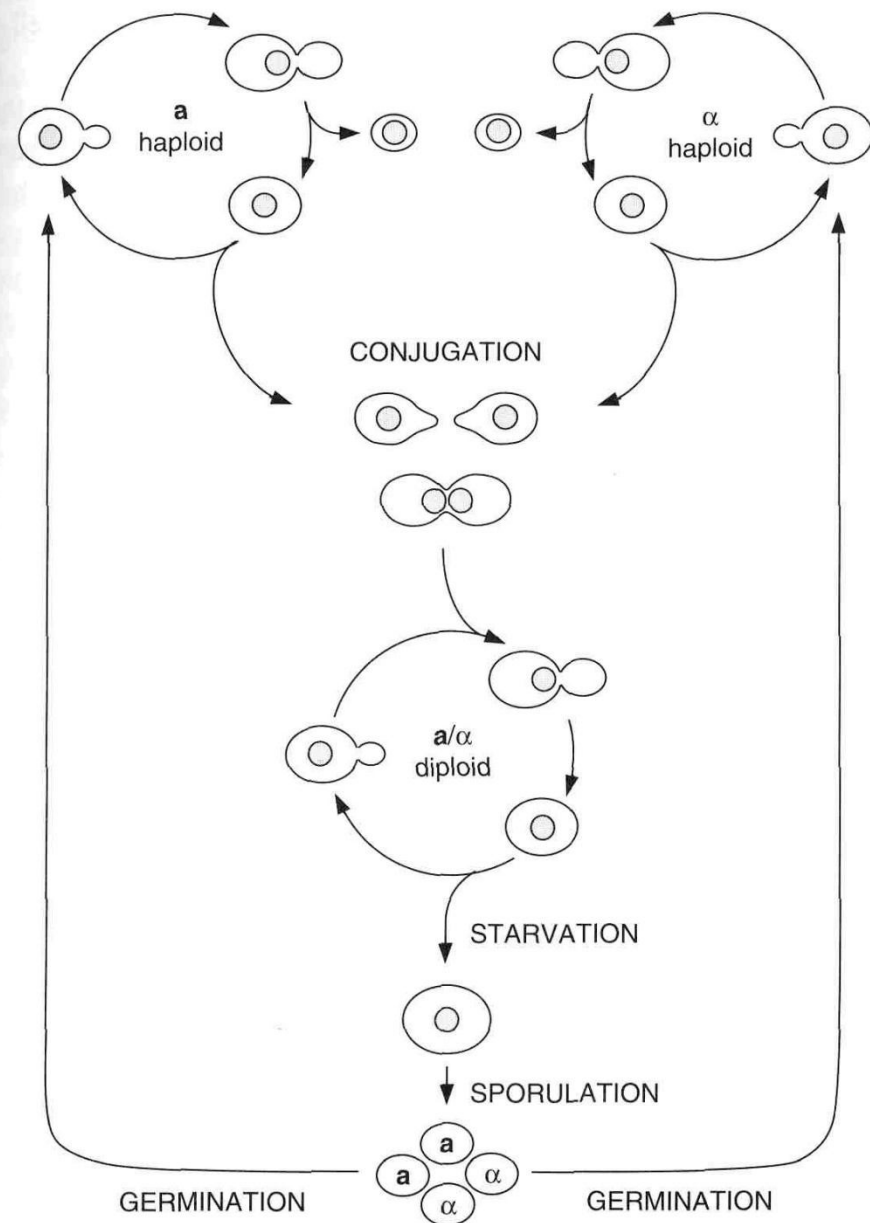 a
haploid
α
haploid
CONJUGATION
a/α
diploid
STARVATION
SPORULATION
a
a
α
α
GERMINATION
GERMINATION